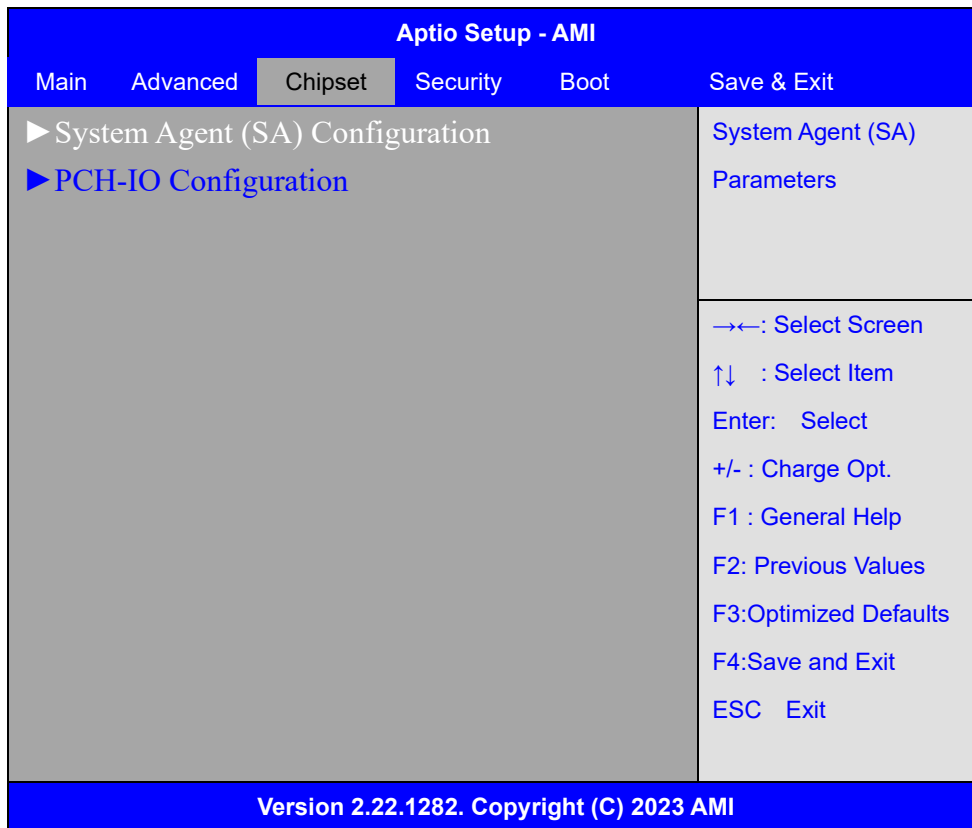 Aptio Setup - AMI
Main Advanced Chipset Security Boot Save & Exit
►System Agent (SA) Configuration
►PCH-IO Configuration
System Agent (SA)
Parameters
→←: Select Screen
↑↓ : Select Item
Enter: Select
+/- : Charge Opt.
F1 : General Help
F2: Previous Values
F3:Optimized Defaults
F4:Save and Exit
ESC Exit
Version 2.22.1282. Copyright (C) 2023 AMI